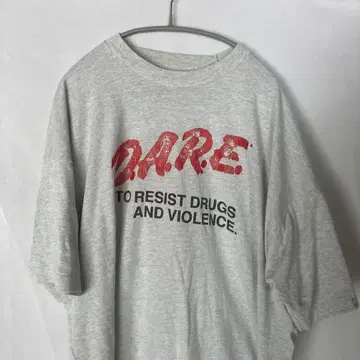 D.A.R.E.
TO RESIST DRUGS
AND VIOLENCE.